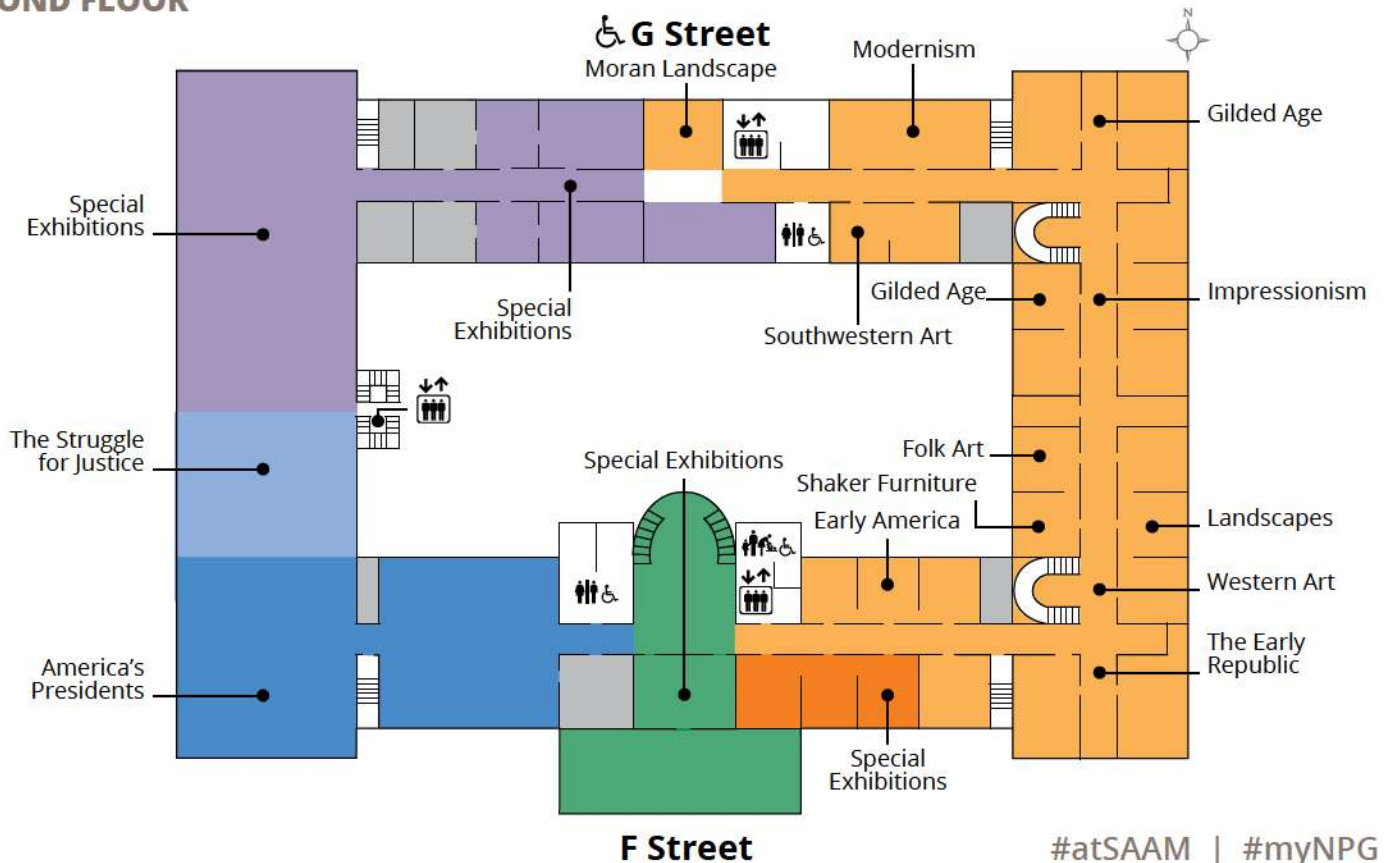 FLOOR
G Street
Moran Landscape
Modernism
N
Gilded Age
Special
Exhibitions
Special
Exhibitions
Gilded Age
Southwestern Art
Impressionism
The Struggle
for Justice
Special Exhibitions
Folk Art
Shaker Furniture
Early America
Landscapes
Western Art
The Early
Republic
America's
Presidents
Special
Exhibitions
F Street
#atSAAM | #myNPG